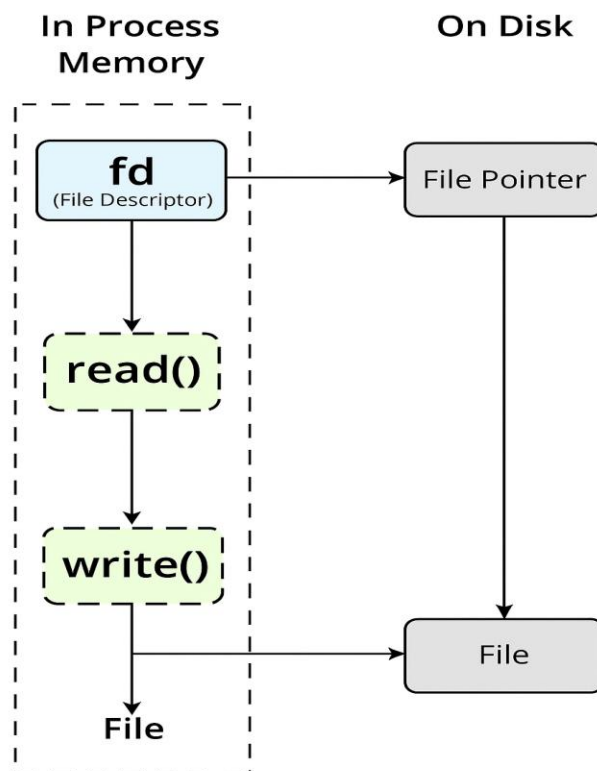 In Process
Memory
On Disk
fd
(File Descriptor)
File Pointer
read()
write()
File
File